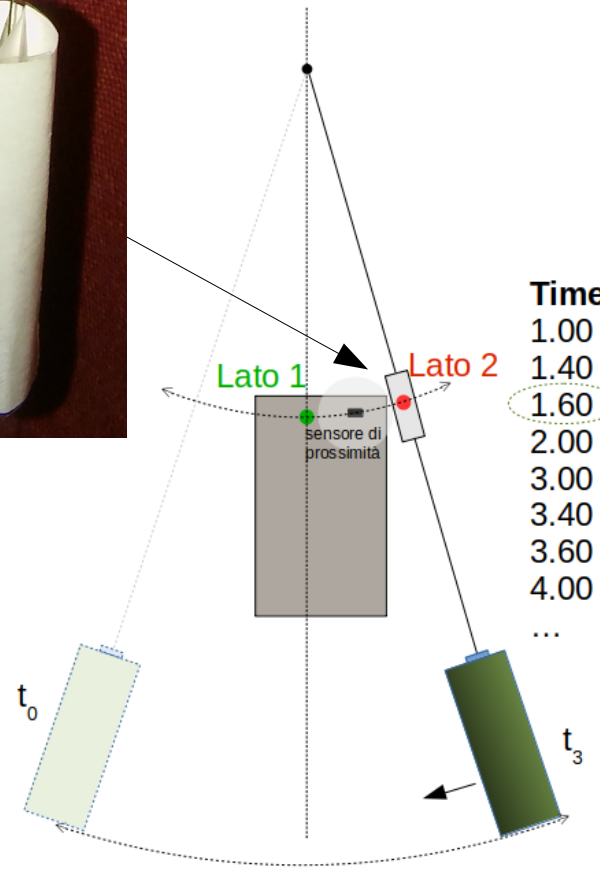 Time
1.00
1.40
1.60
2.00
3.00
3.40
3.60
4.00
…
Lato 1
Lato 2
sensore di
prossimità
t0
t3